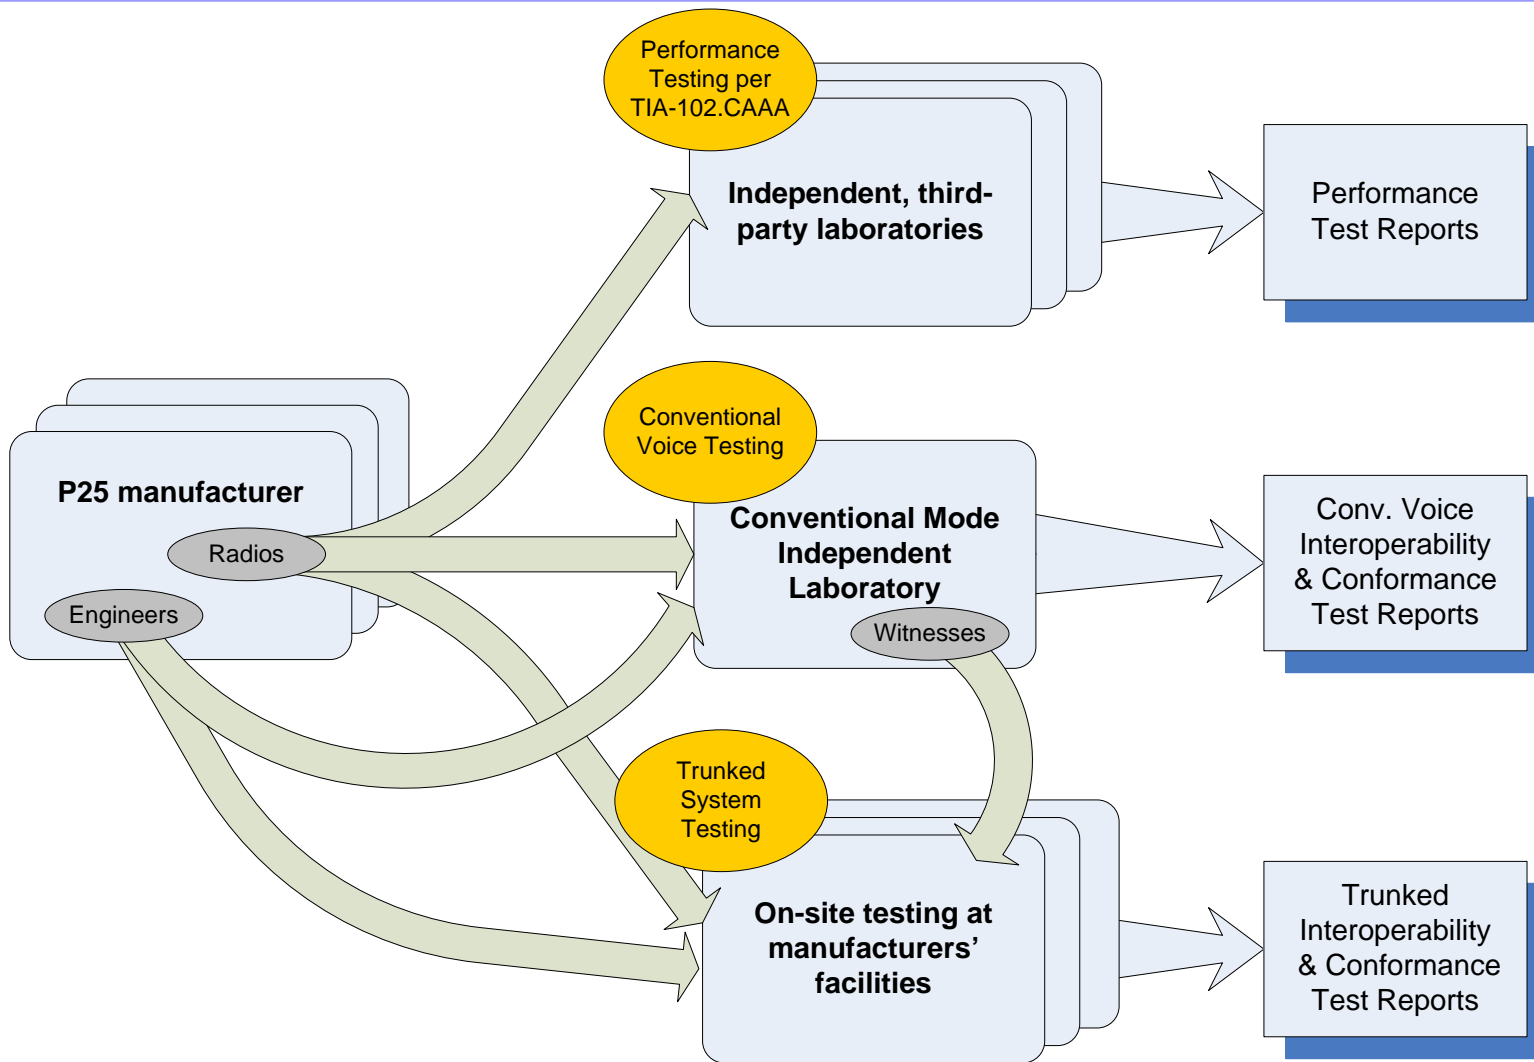 Performance
Testing per
TIA-102.CAAA
Independent, third-
party laboratories
Performance
Test Reports
Conventional
Voice Testing
P25 manufacturer
Radios
Engineers
Conventional Mode
Independent
Laboratory
Witnesses
Conv. Voice
Interoperability
& Conformance
Test Reports
Trunked
System
Testing
On-site testing at
manufacturers’
facilities
Trunked
Interoperability
& Conformance
Test Reports